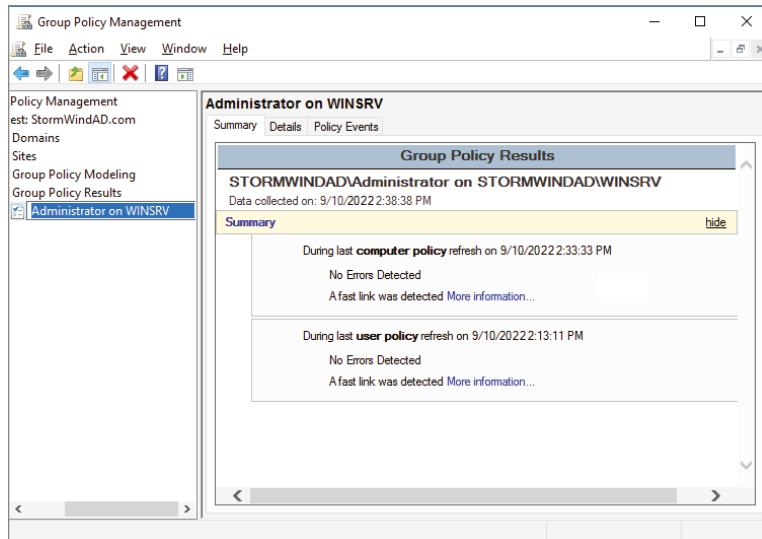 Group Policy Management
File Action View Window Help
Policy Management
est: StormWindAD.com
Domains
Sites
Group Policy Modeling
Group Policy Results
Administrator on WINSRV
Administrator on WINSRV
Summary Details Policy Events
Group Policy Results
STORMWINDAD\Administrator on STORMWINDAD\WINSRV
Data collected on: 9/10/2022 2:38:38 PM
Summary hide
During last computer policy refresh on 9/10/2022 2:33:33 PM
No Errors Detected
A fast link was detected More information...
During last user policy refresh on 9/10/2022 2:13:11 PM
No Errors Detected
A fast link was detected More information...